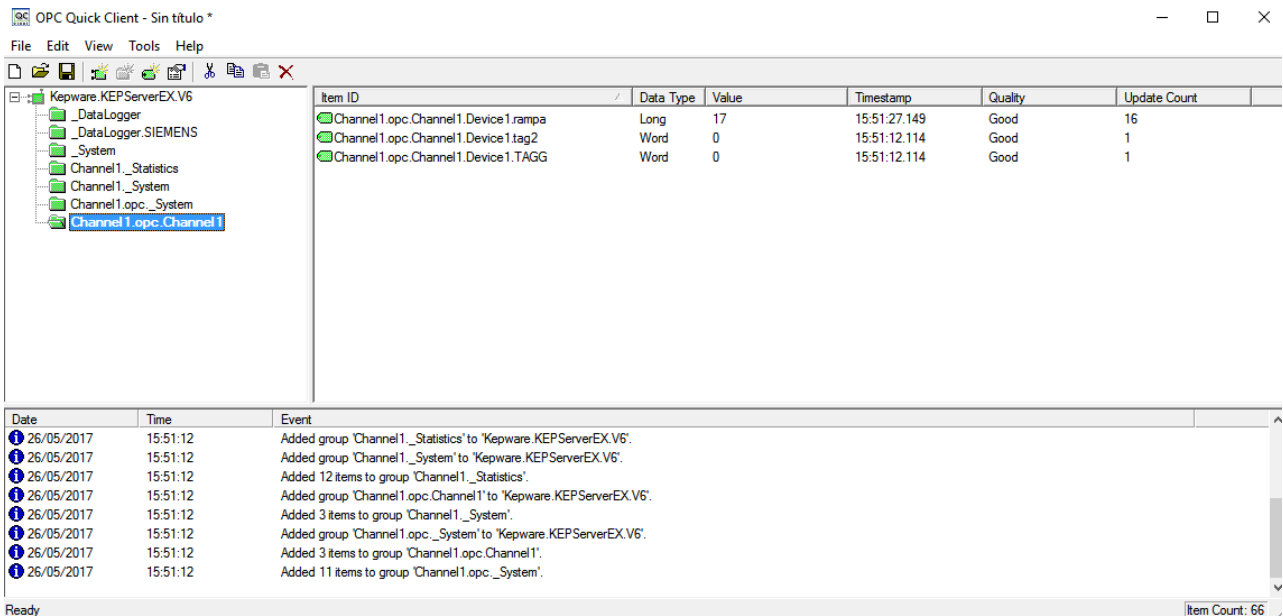 OPC Quick Client - Sin título *
File Edit View Tools Help
Kepware.KEPServerEX.V6
_DataLogger
_DataLogger.SIEMENS
_System
Channel1._Statistics
Channel1._System
Channel1.opc._System
Channel1.opc.Channel1
Item ID Data Type Value Timestamp Quality Update Count
Channel1.opc.Channel1.Device1.rampa Long 17 15:51:27.149 Good 16
Channel1.opc.Channel1.Device1.tag2 Word 0 15:51:12.114 Good 1
Channel1.opc.Channel1.Device1.TAGG Word 0 15:51:12.114 Good 1
Date Time Event
26/05/2017 15:51:12 Added group 'Channel1._Statistics' to 'Kepware.KEPServerEX.V6'.
26/05/2017 15:51:12 Added group 'Channel1._System' to 'Kepware.KEPServerEX.V6'.
26/05/2017 15:51:12 Added 12 items to group 'Channel1._Statistics'.
26/05/2017 15:51:12 Added group 'Channel1.opc.Channel1' to 'Kepware.KEPServerEX.V6'.
26/05/2017 15:51:12 Added 3 items to group 'Channel1._System'.
26/05/2017 15:51:12 Added group 'Channel1.opc._System' to 'Kepware.KEPServerEX.V6'.
26/05/2017 15:51:12 Added 3 items to group 'Channel1.opc.Channel1'.
26/05/2017 15:51:12 Added 11 items to group 'Channel1.opc._System'.
Ready Item Count: 66